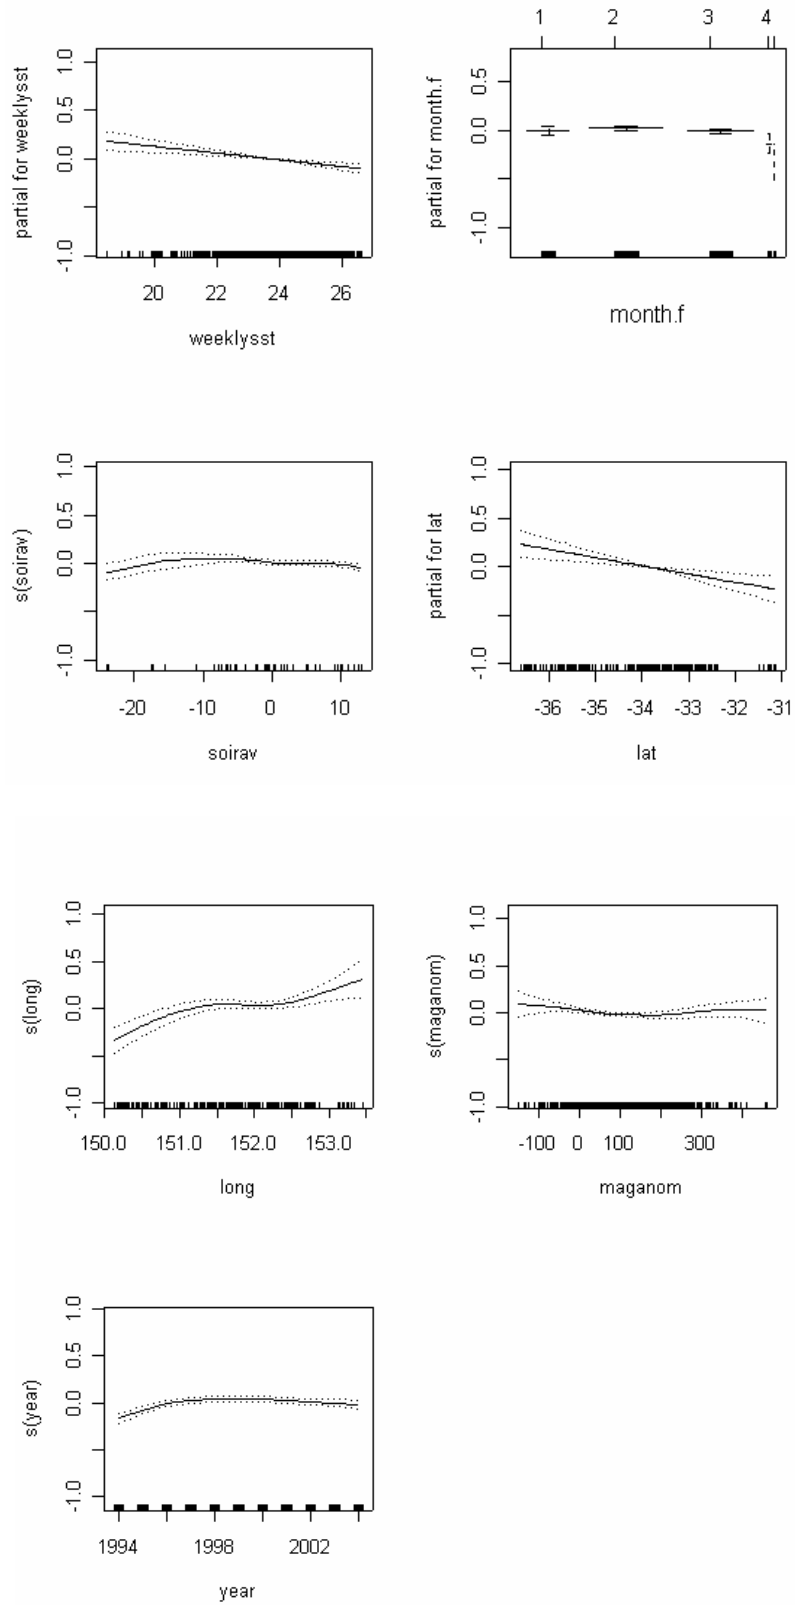 1 2 3 4
partial for weeklysst
1.0
0.5
0.0
-1.0
20 22 24 26
weeklysst
partial for month.f
0.5
0.0
-1.0
month.f
s(soirav)
1.0
0.5
0.0
-1.0
-20 -10 0 10
soirav
partial for lat
1.0
0.5
0.0
-1.0
-36 -35 -34 -33 -32 -31
lat
s(long)
1.0
0.5
0.0
-1.0
150.0 151.0 152.0 153.0
long
s(maganom)
1.0
0.5
0.0
-1.0
-100 0 100 300
maganom
s(year)
1.0
0.5
0.0
-1.0
1994 1998 2002
year